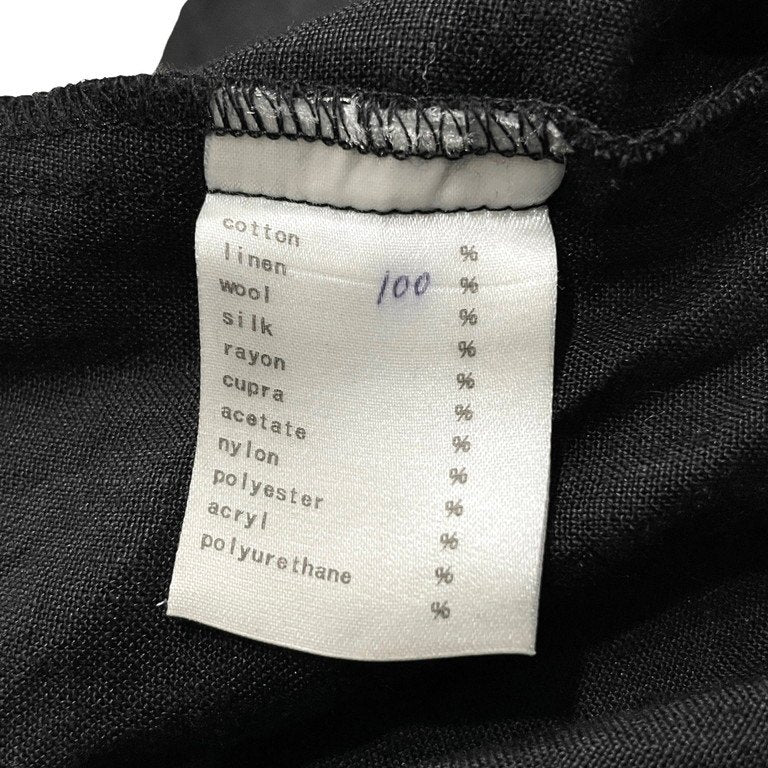 cotton %
linen 100 %
wool %
silk %
rayon %
cupra %
acetate %
nylon %
polyester %
acryl %
polyurethane %
%